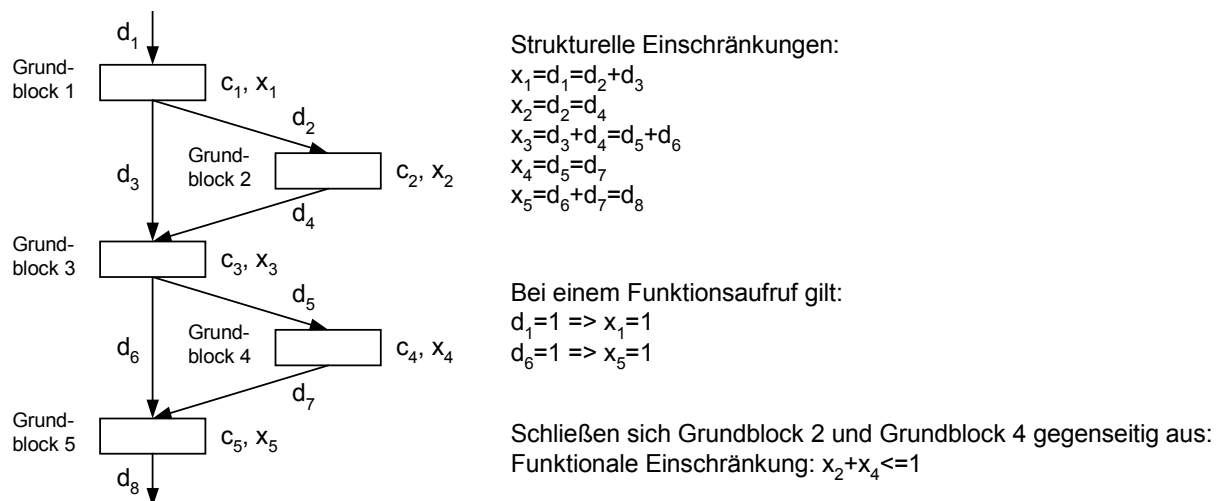 d₁
Grund-
block 1
c₁, x₁
d₂
d₃
Grund-
block 2
c₂, x₂
d₄
Grund-
block 3
c₃, x₃
d₅
d₆
Grund-
block 4
c₄, x₄
d₇
Grund-
block 5
c₅, x₅
d₈
Strukturelle Einschränkungen:
x₁=d₁=d₂+d₃
x₂=d₂=d₄
x₃=d₃+d₄=d₅+d₆
x₄=d₅=d₇
x₅=d₆+d₇=d₈
Bei einem Funktionsaufruf gilt:
d₁=1 => x₁=1
d₆=1 => x₅=1
Schließen sich Grundblock 2 und Grundblock 4 gegenseitig aus:
Funktionale Einschränkung: x₂+x₄<=1